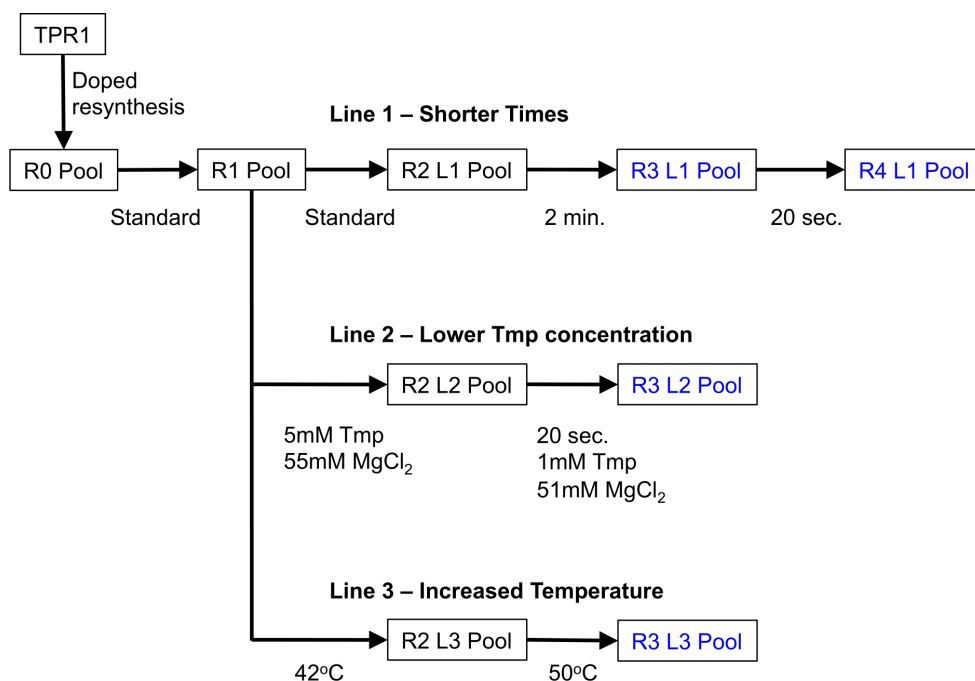 TPR1
Doped
resynthesis
Line 1 – Shorter Times
R0 Pool
R1 Pool
R2 L1 Pool
R3 L1 Pool
R4 L1 Pool
Standard
Standard
2 min.
20 sec.
Line 2 – Lower Tmp concentration
R2 L2 Pool
R3 L2 Pool
5mM Tmp
55mM MgCl₂
20 sec.
1mM Tmp
51mM MgCl₂
Line 3 – Increased Temperature
R2 L3 Pool
R3 L3 Pool
42ºC
50ºC